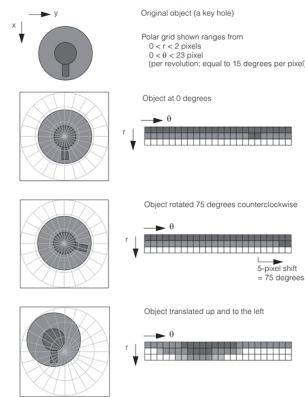 y
x
Original object (a key hole)
Polar grid shown ranges from
0 < r < 2 pixels
0 < θ < 23 pixel
(per revolution; equal to 15 degrees per pixel)
Object at 0 degrees
θ
r
Object rotated 75 degrees counterclockwise
θ
r
5-pixel shift
= 75 degrees
Object translated up and to the left
θ
r